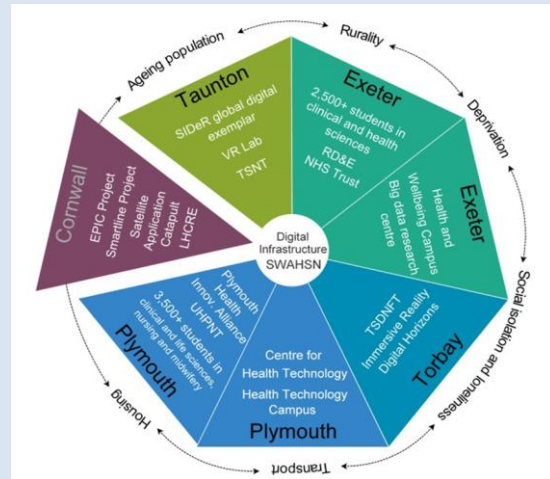 Ageing population
Rurality
Deprivation
Social isolation and loneliness
Transport
Housing
Taunton
SIDeR global digital
exemplar
VR Lab
TSNT
Exeter
2,500+ students in
clinical and health
sciences
RD&E
NHS Trust
Exeter
Health and
Wellbeing Campus
Big data research
centre
Torbay
TSDNFT
Immersive Reality
Digital Horizons
Plymouth
Centre for
Health Technology
Health Technology
Campus
Plymouth
Plymouth
Health
Innov. Alliance
UHPNT
3,500+ students in
clinical and life sciences,
nursing and midwifery
Cornwall
EPIC Project
Smartline Project
Satellite
Application
Catapult
LHCRE
Digital
Infrastructure
SWAHSN